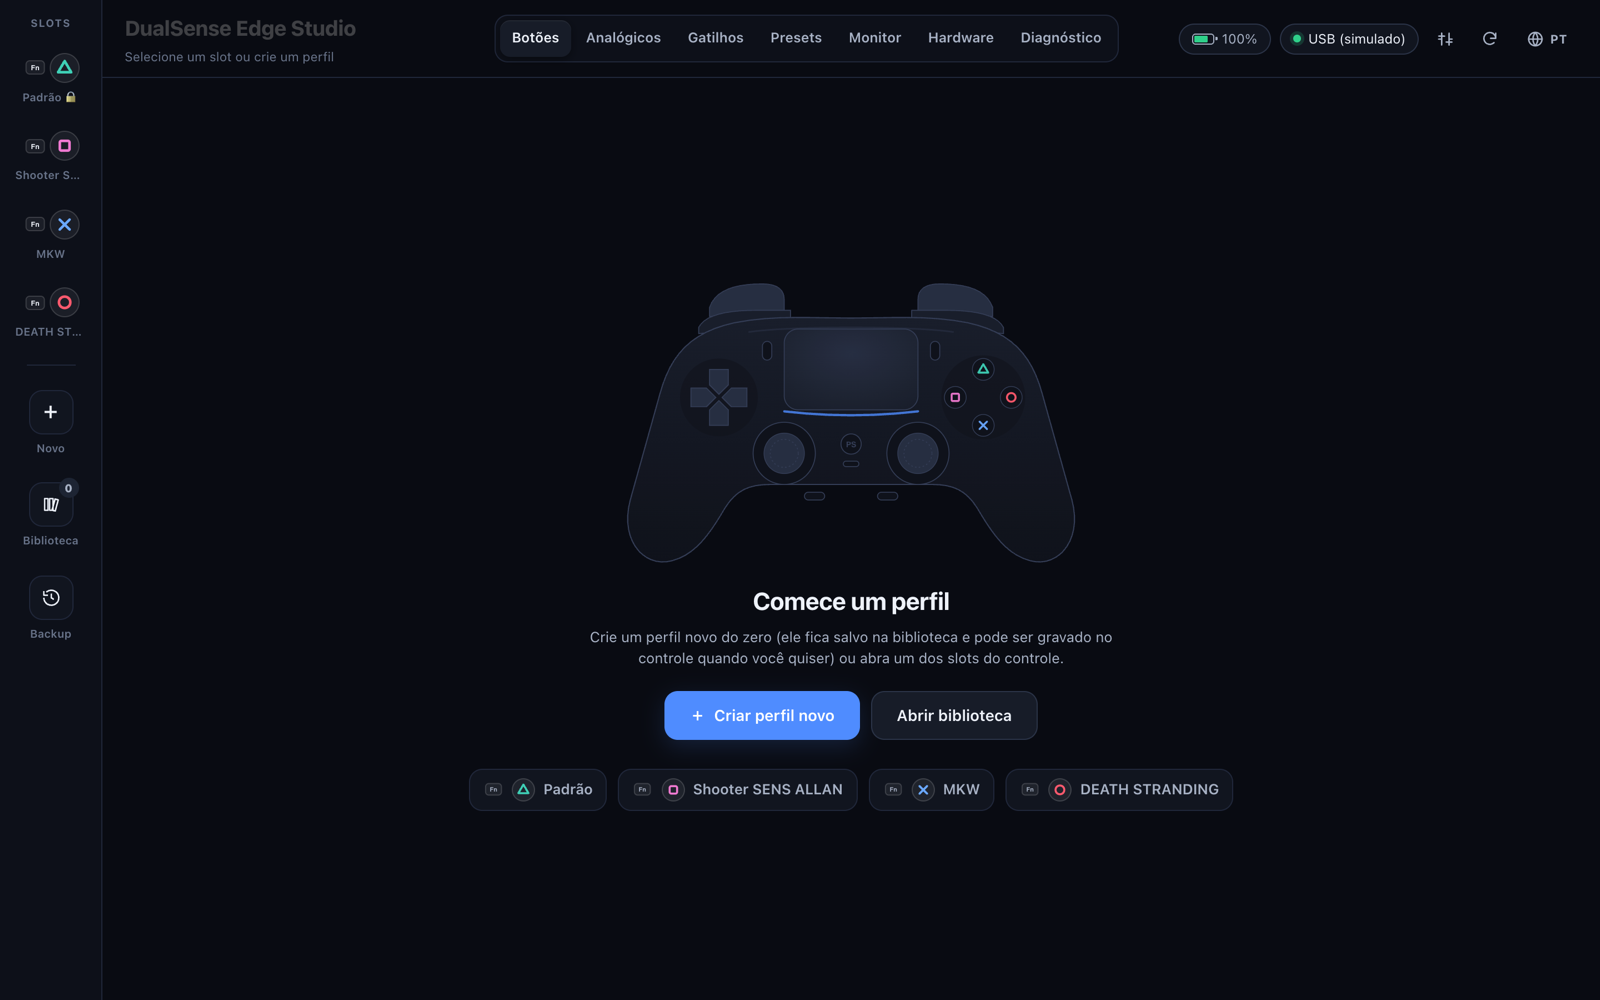 SLOTS
Fn
Padrão
Fn
Shooter S...
Fn
MKW
Fn
DEATH ST...
Novo
0
Biblioteca
Backup
DualSense Edge Studio
Selecione um slot ou crie um perfil
Botões Analógicos Gatilhos Presets Monitor Hardware Diagnóstico
100% USB (simulado) PT
PS
Comece um perfil
Crie um perfil novo do zero (ele fica salvo na biblioteca e pode ser gravado no
controle quando você quiser) ou abra um dos slots do controle.
+ Criar perfil novo Abrir biblioteca
Fn Padrão Fn Shooter SENS ALLAN Fn MKW Fn DEATH STRANDING